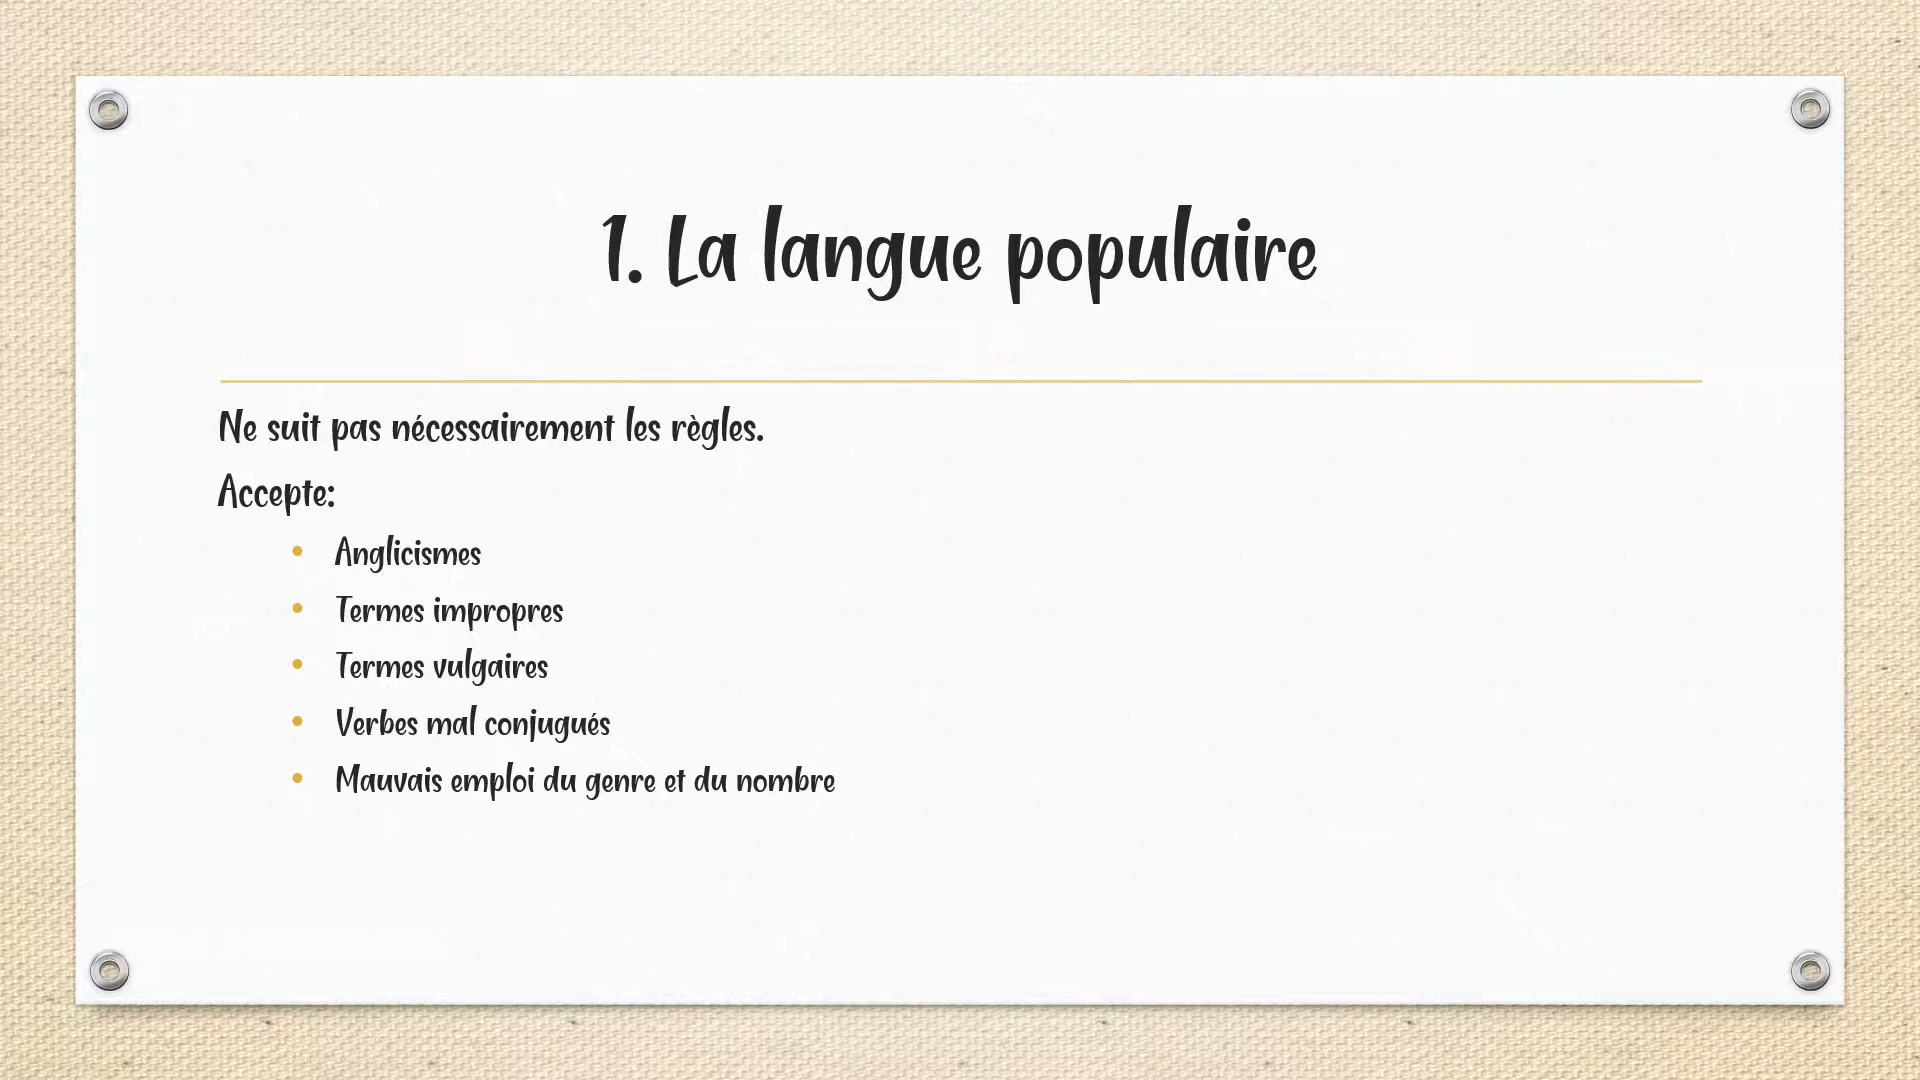 1. La langue populaire
Ne suit pas nécessairement les règles.
Accepte:
• Anglicismes
• Termes impropres
• Termes vulgaires
• Verbes mal conjugués
• Mauvais emploi du genre et du nombre